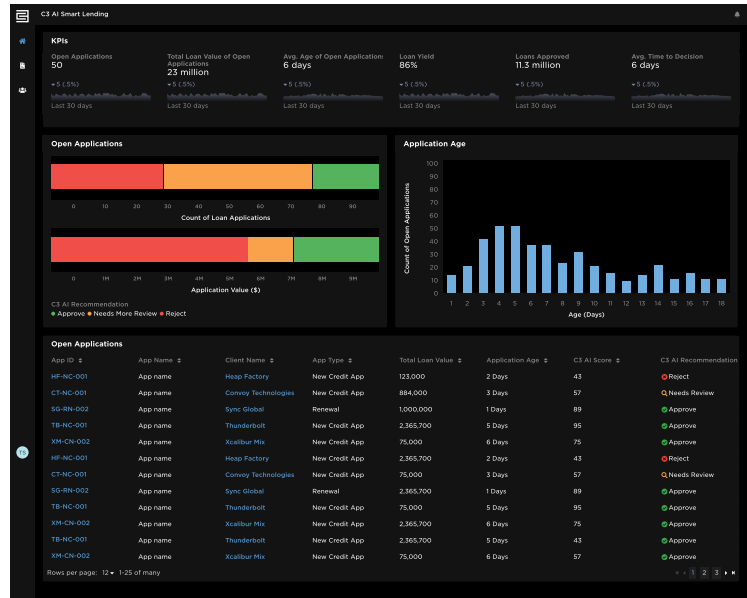 C3 AI Smart Lending
KPIs
Open Applications
50
5 (.5%)
Last 30 days
Total Loan Value of Open
Applications
23 million
5 (.5%)
Last 30 days
Avg. Age of Open Application
6 days
5 (.5%)
Last 30 days
Loan Yield
86%
5 (.5%)
Last 30 days
Loans Approved
11.3 million
5 (.5%)
Last 30 days
Avg. Time to Decision
6 days
5 (.5%)
Last 30 days
Open Applications
0 10 20 30 40 50 60 70 80 90
Count of Loan Applications
0 1M 2M 3M 4M 5M 6M 7M 8M 9M
Application Value ($)
C3 AI Recommendation
Approve Needs More Review Reject
Application Age
Count of Open Applications
100
90
80
70
60
50
40
30
20
10
0
1 2 3 4 5 6 7 8 9 10 11 12 13 14 15 16 17 18
Age (Days)
Open Applications
App ID App Name Client Name App Type Total Loan Value Application Age C3 AI Score C3 AI Recommendation
HF-NC-001 App name Heap Factory New Credit App 123,000 2 Days 43 Reject
CT-NC-001 App name Convoy Technologies New Credit App 884,000 3 Days 57 Needs Review
SG-RN-002 App name Sync Global Renewal 1,000,000 1 Days 89 Approve
TB-NC-001 App name Thunderbolt New Credit App 2,365,700 5 Days 95 Approve
XM-CN-002 App name Xcalibur Mix New Credit App 75,000 6 Days 75 Approve
HF-NC-001 App name Heap Factory New Credit App 2,365,700 2 Days 43 Reject
CT-NC-001 App name Convoy Technologies New Credit App 75,000 3 Days 57 Needs Review
SG-RN-002 App name Sync Global Renewal 2,365,700 1 Days 89 Approve
TB-NC-001 App name Thunderbolt New Credit App 75,000 5 Days 95 Approve
XM-CN-002 App name Xcalibur Mix New Credit App 2,365,700 6 Days 75 Approve
TB-NC-001 App name Thunderbolt New Credit App 2,365,700 5 Days 43 Approve
XM-CN-002 App name Xcalibur Mix New Credit App 75,000 6 Days 57 Approve
TS
Rows per page: 12 1-25 of many
1 2 3